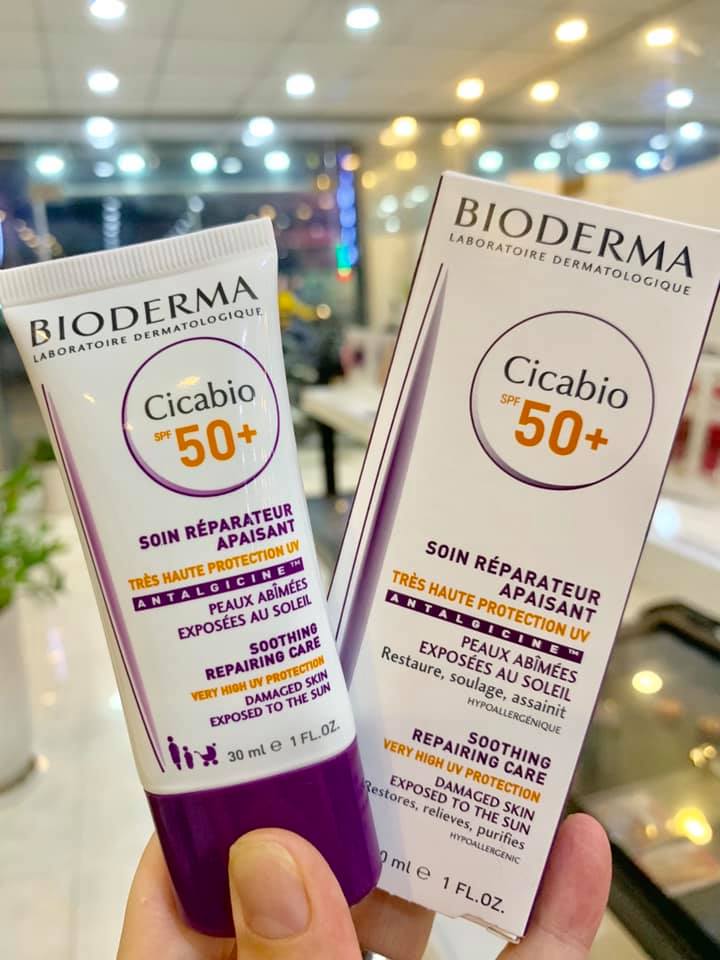 BIODERMA
LABORATOIRE DERMATOLOGIQUE
Cicabio
SPF 50+
SOIN RÉPARATEUR
APAISANT
TRÈS HAUTE PROTECTION UV
ANTALGICINE™
PEAUX ABÎMÉES
EXPOSÉES AU SOLEIL
SOOTHING
REPAIRING CARE
VERY HIGH UV PROTECTION
DAMAGED SKIN
EXPOSED TO THE SUN
30 ml e 1 FL.OZ.
BIODERMA
LABORATOIRE DERMATOLOGIQUE
Cicabio
SPF 50+
SOIN RÉPARATEUR
APAISANT
TRÈS HAUTE PROTECTION UV
ANTALGICINE™
PEAUX ABÎMÉES
EXPOSÉES AU SOLEIL
Restaure, soulage, assainit
HYPOALLERGÉNIQUE
SOOTHING
REPAIRING CARE
VERY HIGH UV PROTECTION
DAMAGED SKIN
EXPOSED TO THE SUN
Restores, relieves, purifies
HYPOALLERGENIC
0 ml e 1 FL.OZ.